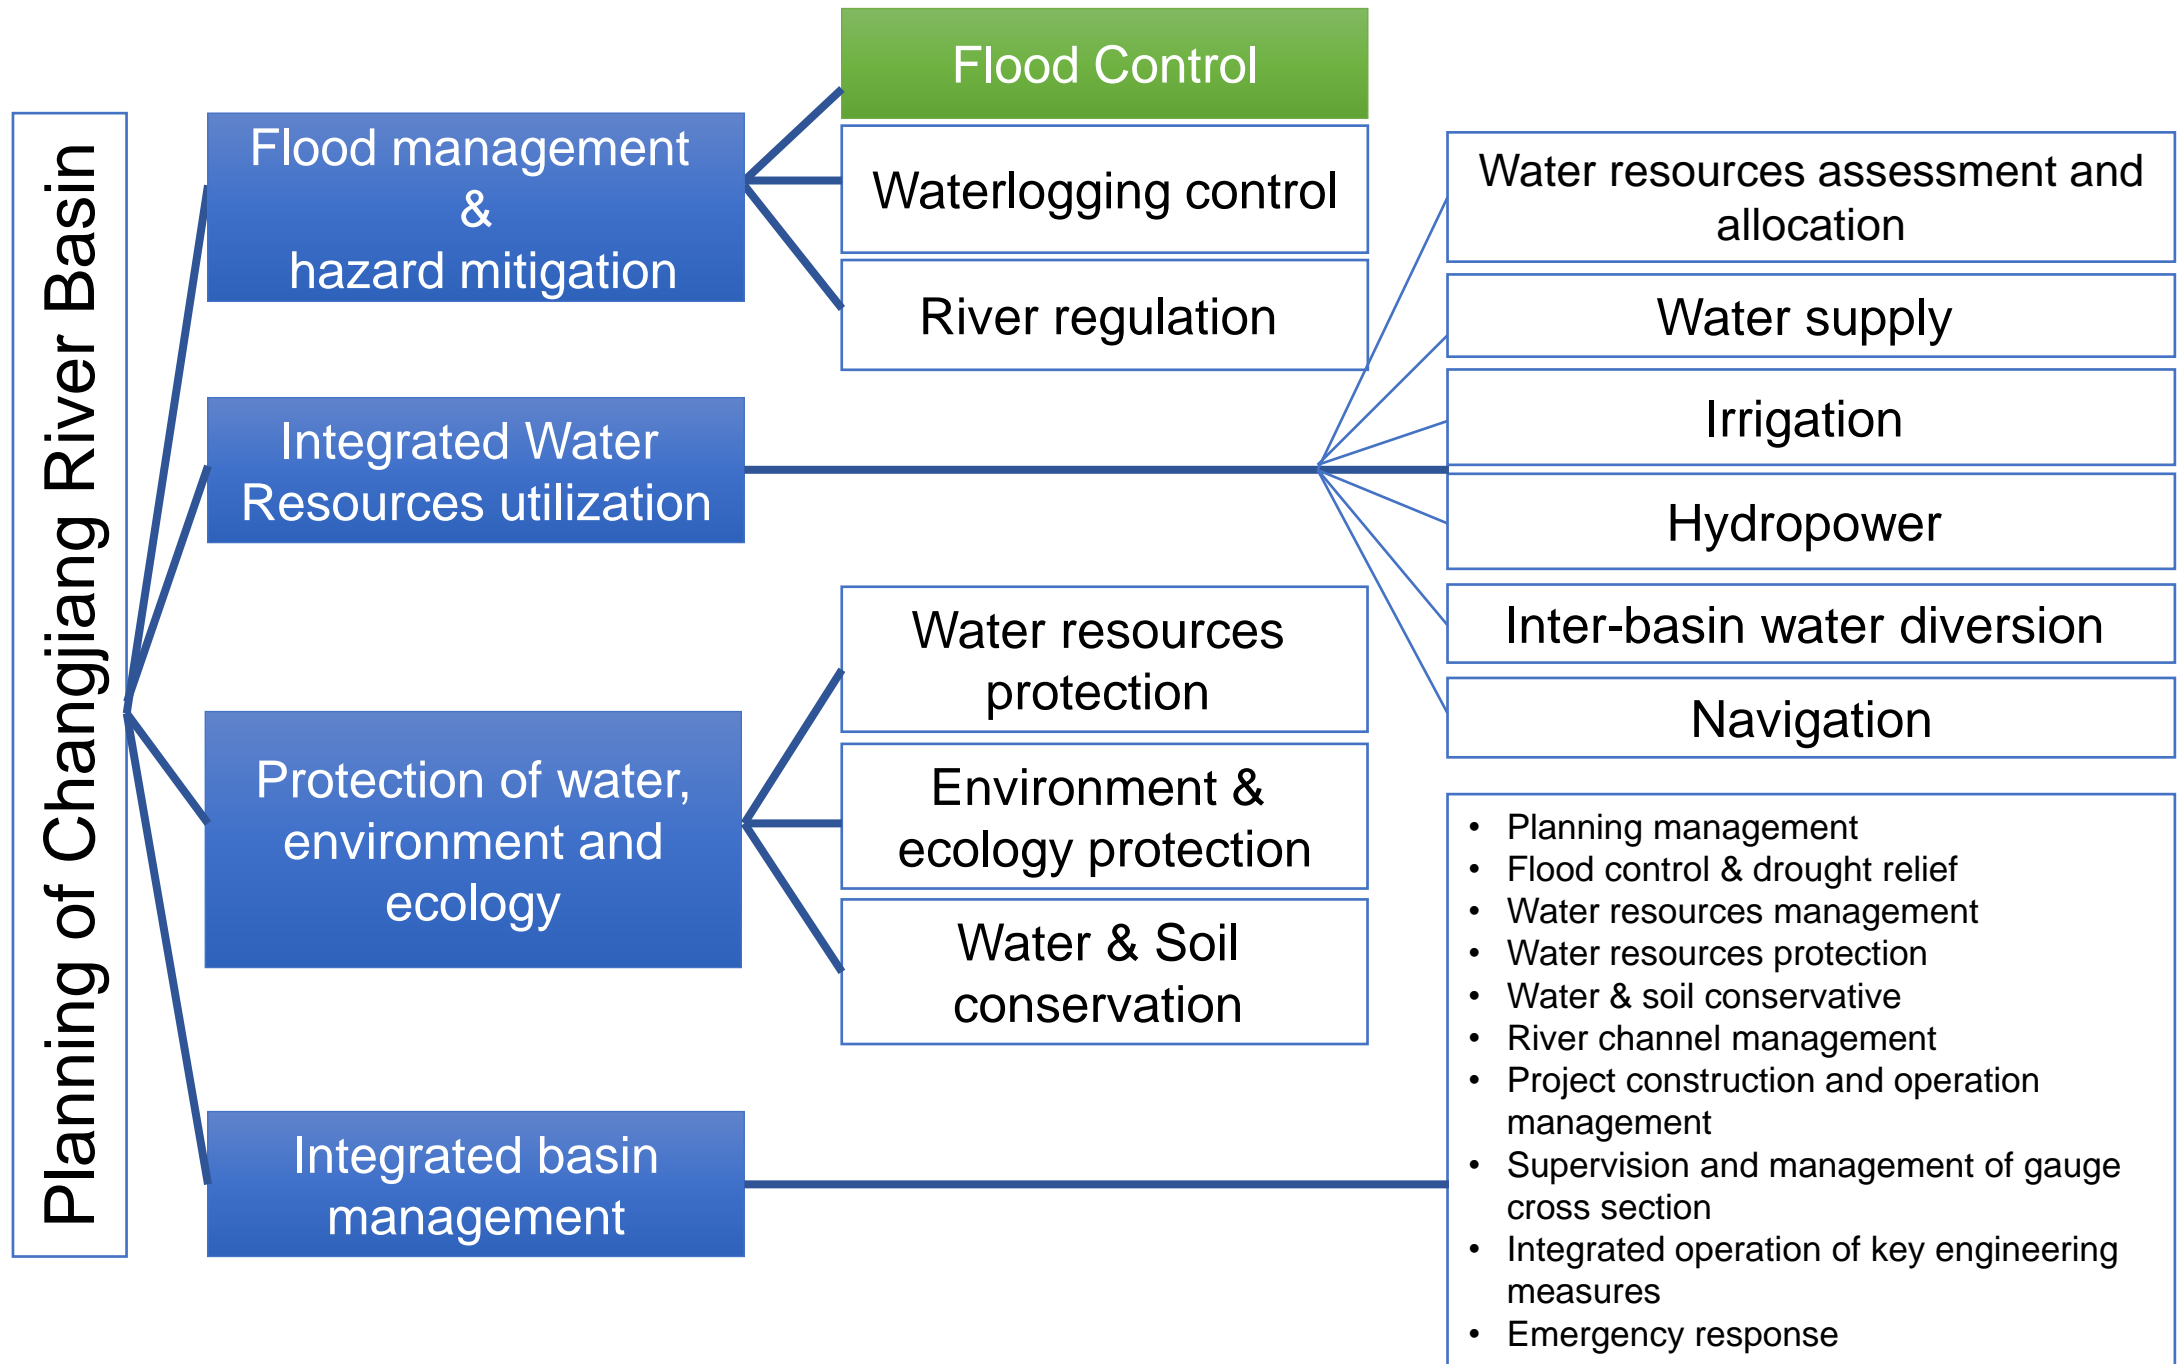 Planning of Changjiang River Basin
Flood management
&
hazard mitigation
Flood Control
Waterlogging control
River regulation
Integrated Water
Resources utilization
Water resources assessment and
allocation
Water supply
Irrigation
Hydropower
Inter-basin water diversion
Navigation
Protection of water,
environment and
ecology
Water resources
protection
Environment &
ecology protection
Water & Soil
conservation
Integrated basin
management
• Planning management
• Flood control & drought relief
• Water resources management
• Water resources protection
• Water & soil conservative
• River channel management
• Project construction and operation
management
• Supervision and management of gauge
cross section
• Integrated operation of key engineering
measures
• Emergency response